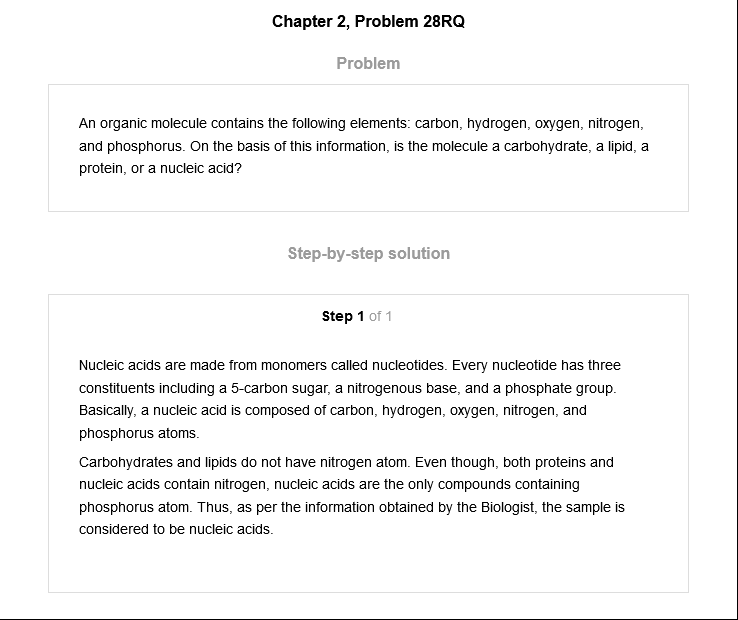 Chapter 2, Problem 28RQ
Problem
An organic molecule contains the following elements: carbon, hydrogen, oxygen, nitrogen,
and phosphorus. On the basis of this information, is the molecule a carbohydrate, a lipid, a
protein, or a nucleic acid?
Step-by-step solution
Step 1 of 1
Nucleic acids are made from monomers called nucleotides. Every nucleotide has three
constituents including a 5-carbon sugar, a nitrogenous base, and a phosphate group.
Basically, a nucleic acid is composed of carbon, hydrogen, oxygen, nitrogen, and
phosphorus atoms.
Carbohydrates and lipids do not have nitrogen atom. Even though, both proteins and
nucleic acids contain nitrogen, nucleic acids are the only compounds containing
phosphorus atom. Thus, as per the information obtained by the Biologist, the sample is
considered to be nucleic acids.